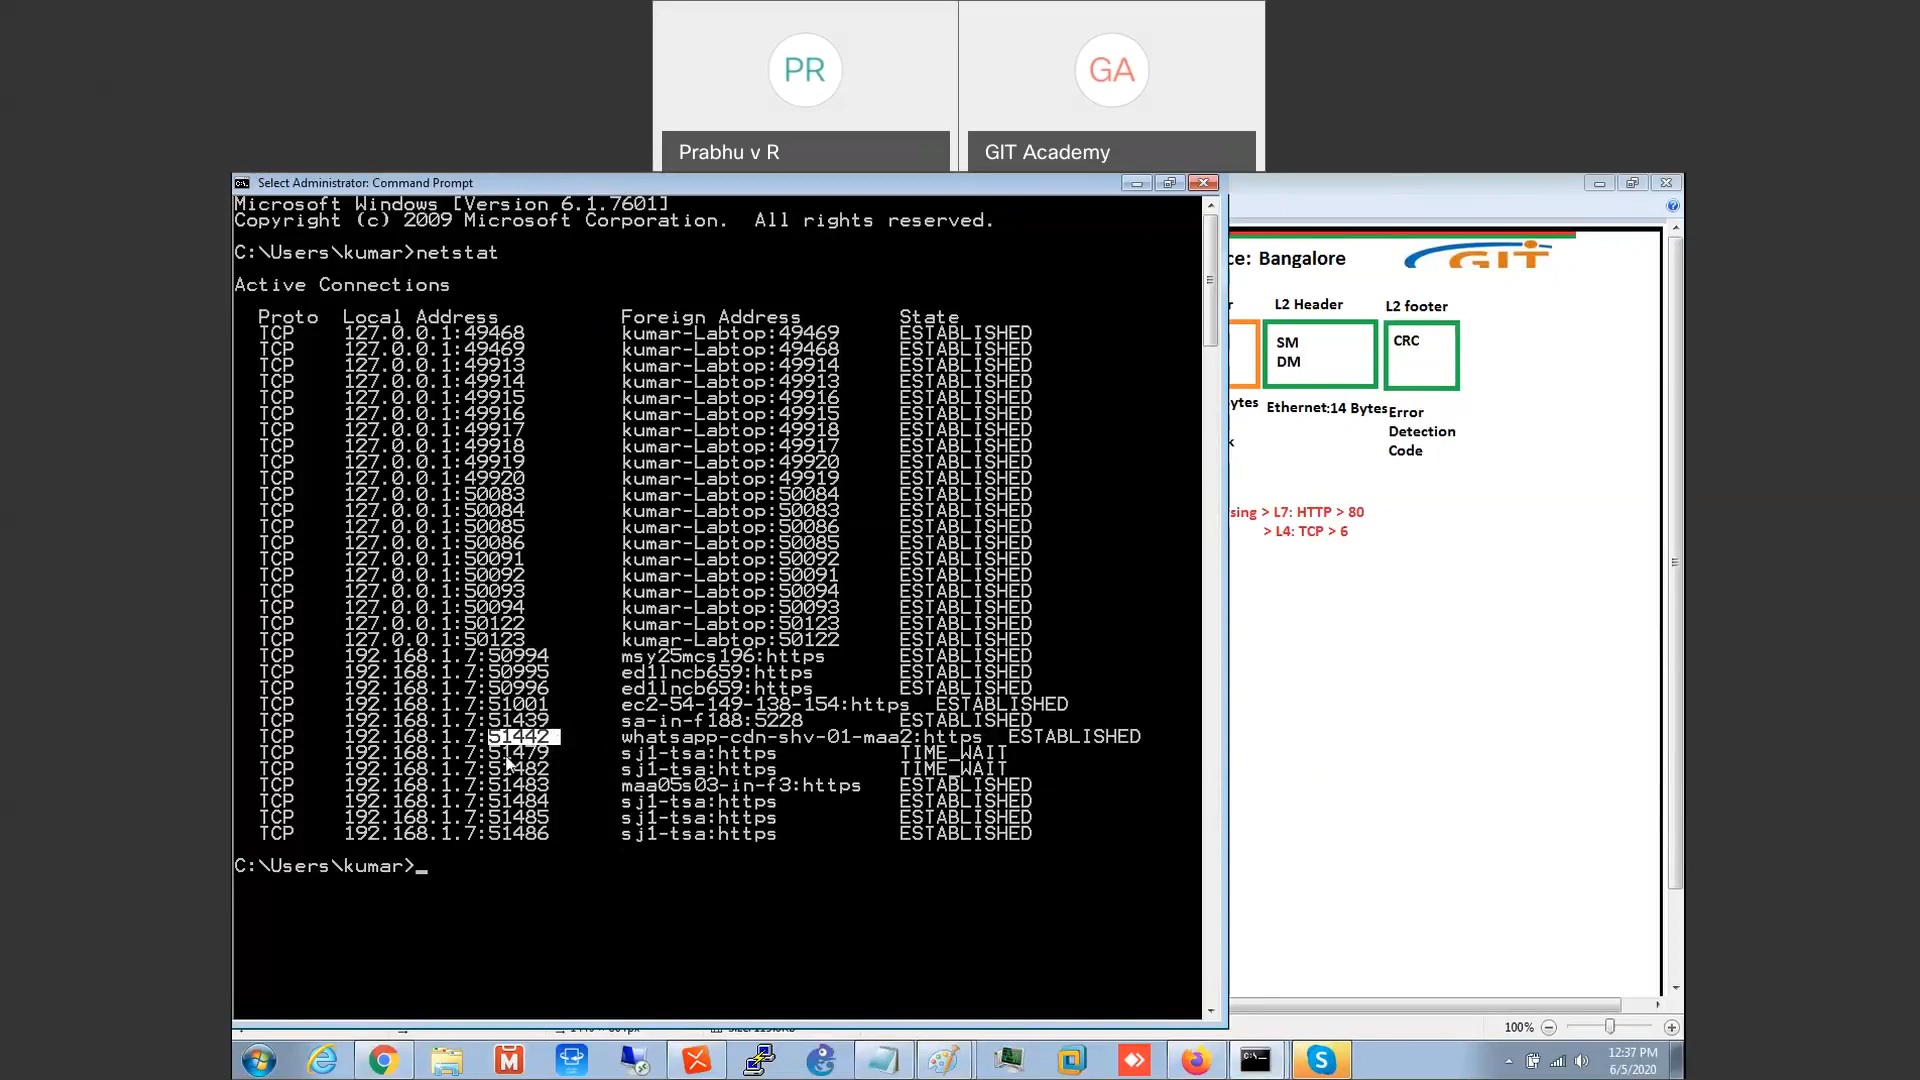 PR
GA
Prabhu v R
GIT Academy
Select Administrator: Command Prompt
Microsoft Windows [Version 6.1.7601]
Copyright (c) 2009 Microsoft Corporation.  All rights reserved.
C:\Users\kumar>netstat
Active Connections
Proto  Local Address  Foreign Address  State
TCP  127.0.0.1:49468  kumar-Labtop:49469  ESTABLISHED
TCP  127.0.0.1:49469  kumar-Labtop:49468  ESTABLISHED
TCP  127.0.0.1:49913  kumar-Labtop:49914  ESTABLISHED
TCP  127.0.0.1:49914  kumar-Labtop:49913  ESTABLISHED
TCP  127.0.0.1:49915  kumar-Labtop:49916  ESTABLISHED
TCP  127.0.0.1:49916  kumar-Labtop:49915  ESTABLISHED
TCP  127.0.0.1:49917  kumar-Labtop:49918  ESTABLISHED
TCP  127.0.0.1:49918  kumar-Labtop:49917  ESTABLISHED
TCP  127.0.0.1:49919  kumar-Labtop:49920  ESTABLISHED
TCP  127.0.0.1:49920  kumar-Labtop:49919  ESTABLISHED
TCP  127.0.0.1:50083  kumar-Labtop:50084  ESTABLISHED
TCP  127.0.0.1:50084  kumar-Labtop:50083  ESTABLISHED
TCP  127.0.0.1:50085  kumar-Labtop:50086  ESTABLISHED
TCP  127.0.0.1:50086  kumar-Labtop:50085  ESTABLISHED
TCP  127.0.0.1:50091  kumar-Labtop:50092  ESTABLISHED
TCP  127.0.0.1:50092  kumar-Labtop:50091  ESTABLISHED
TCP  127.0.0.1:50093  kumar-Labtop:50094  ESTABLISHED
TCP  127.0.0.1:50094  kumar-Labtop:50093  ESTABLISHED
TCP  127.0.0.1:50122  kumar-Labtop:50123  ESTABLISHED
TCP  127.0.0.1:50123  kumar-Labtop:50122  ESTABLISHED
TCP  192.168.1.7:50994  msy25mcs196:https  ESTABLISHED
TCP  192.168.1.7:50995  ed1lncb659:https  ESTABLISHED
TCP  192.168.1.7:50996  ed1lncb659:https  ESTABLISHED
TCP  192.168.1.7:51001  ec2-54-149-138-154:https  ESTABLISHED
TCP  192.168.1.7:51439  sa-in-f188:5228  ESTABLISHED
TCP  192.168.1.7:51442  whatsapp-cdn-shv-01-maa2:https  ESTABLISHED
TCP  192.168.1.7:51479  sj1-tsa:https  TIME_WAIT
TCP  192.168.1.7:51482  sj1-tsa:https  TIME_WAIT
TCP  192.168.1.7:51483  maa05s03-in-f3:https  ESTABLISHED
TCP  192.168.1.7:51484  sj1-tsa:https  ESTABLISHED
TCP  192.168.1.7:51485  sj1-tsa:https  ESTABLISHED
TCP  192.168.1.7:51486  sj1-tsa:https  ESTABLISHED
C:\Users\kumar>_
ce: Bangalore
GIT
L2 Header
L2 footer
SM
DM
CRC
ytes
Ethernet:14 Bytes
Error
Detection
Code
sing > L7: HTTP > 80
> L4: TCP > 6
100%
12:37 PM
6/5/2020